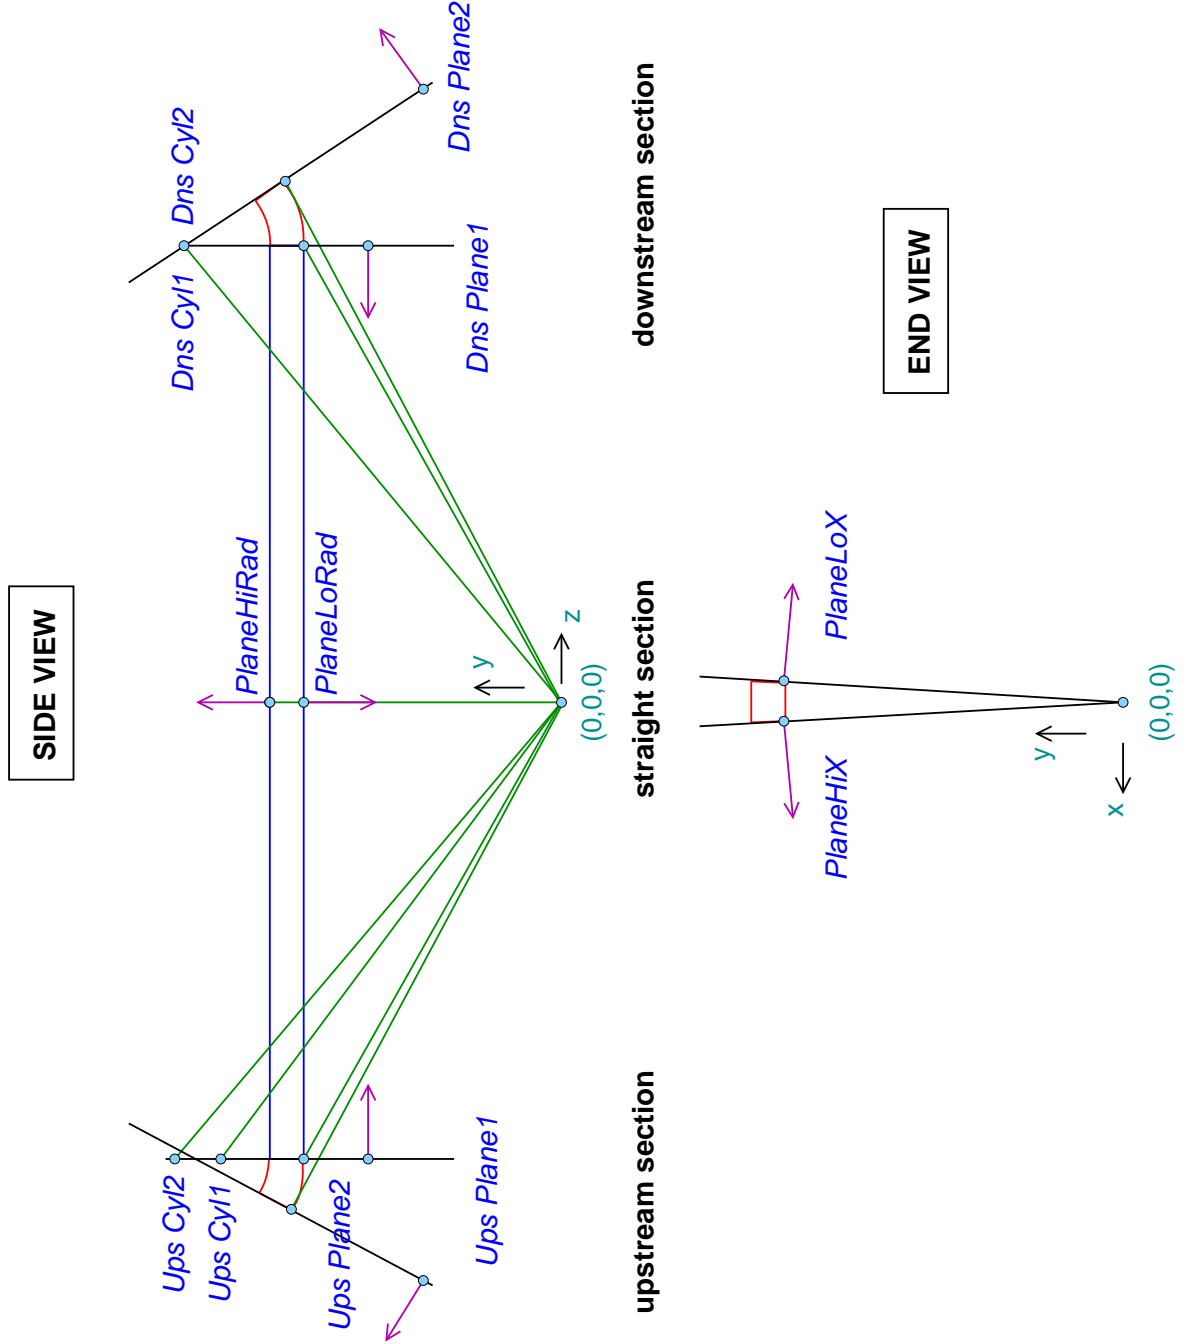 SIDE VIEW
Ups Cyl2
Ups Cyl1
Ups Plane2
Ups Plane1
PlaneHiRad
PlaneLoRad
Dns Cyl1
Dns Cyl2
Dns Plane1
Dns Plane2
y
z
(0,0,0)
upstream section
straight section
downstream section
PlaneHiX
PlaneLoX
y
x
(0,0,0)
END VIEW